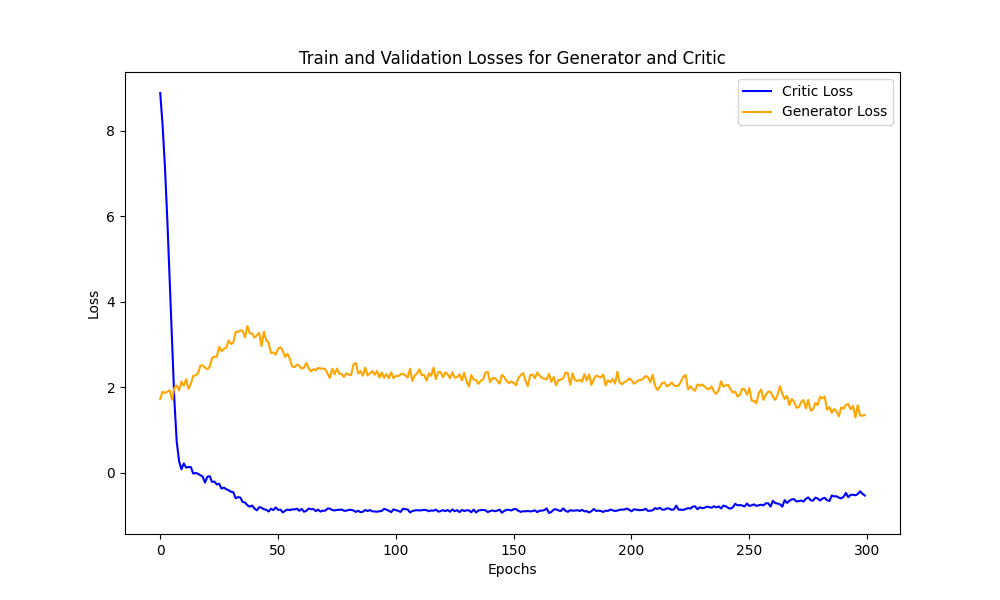 Train and Validation Losses for Generator and Critic
Critic Loss
Generator Loss
8
6
4
2
0
Loss
0 50 100 150 200 250 300
Epochs